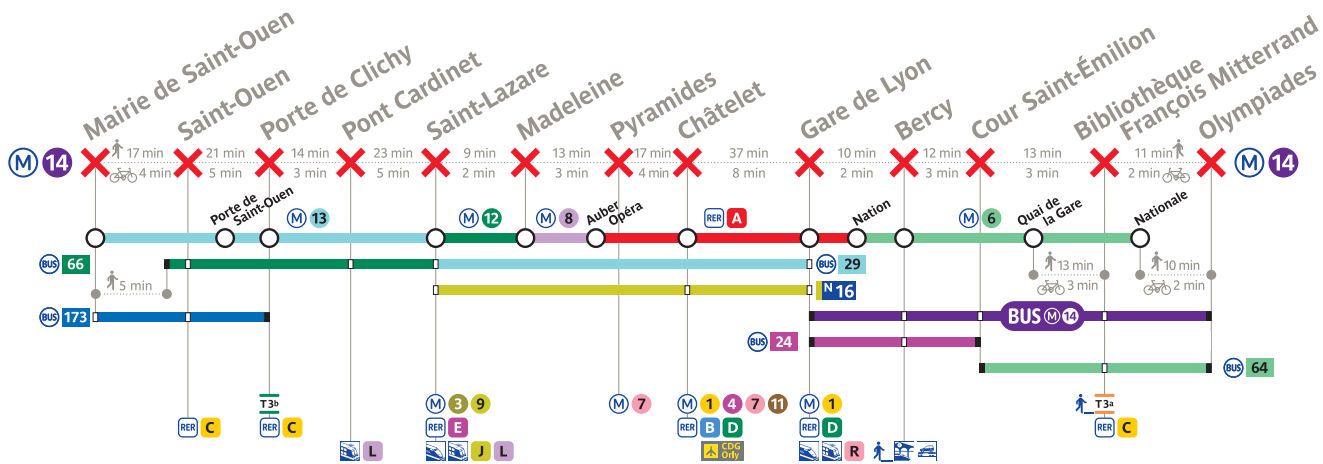 Mairie de Saint-Ouen
Saint-Ouen
Porte de Clichy
Pont Cardinet
Saint-Lazare
Madeleine
Pyramides
Châtelet
Gare de Lyon
Bercy
Cour Saint-Émilion
Bibliothèque
François Mitterrand
Olympiades
M 14
17 min 21 min 14 min 23 min 9 min 13 min 17 min 37 min 10 min 12 min 13 min 11 min
4 min 5 min 3 min 5 min 2 min 3 min 4 min 8 min 2 min 3 min 3 min 2 min
M 14
Porte de
Saint-Ouen
M 13
M 12
M 8
Auber
Opéra
RER A
Nation
M 6
Quai de
la Gare
Nationale
BUS 66
BUS 29
13 min
3 min
10 min
2 min
5 min
N 16
BUS 173
BUS M 14
BUS 24
BUS 64
RER C
T3b
RER C
L
M 3 9
RER E
J L
M 7
M 1 4 7 11
RER B D
CDG
Orly
M 1
RER D
R
T3a
RER C